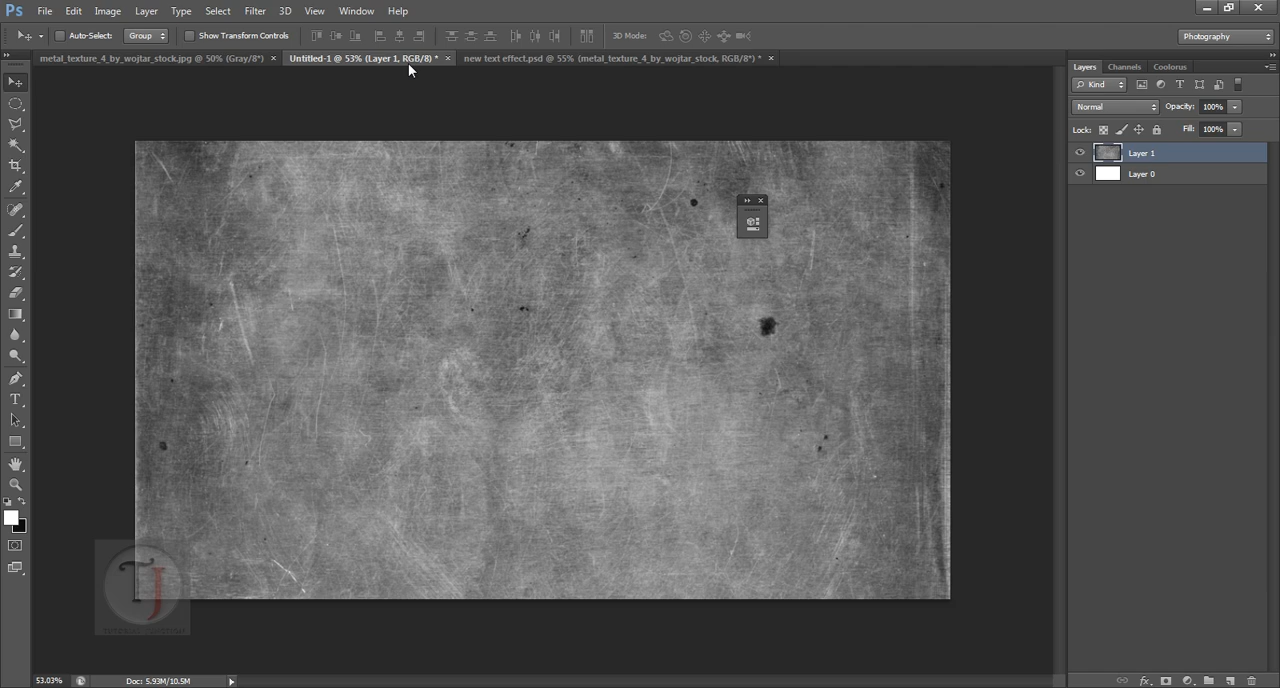 Ps File Edit Image Layer Type Select Filter 3D View Window Help
Auto-Select: Group Show Transform Controls 3D Mode: Photography
metal_texture_4_by_wojtar_stock.jpg @ 50% (Gray/8*) × Untitled-1 @ 53% (Layer 1, RGB/8) * × new text effect.psd @ 55% (metal_texture_4_by_wojtar_stock, RGB/8*) * ×
Layers Channels Coolorus
Kind
Normal Opacity: 100%
Lock: Fill: 100%
Layer 1
Layer 0
TJ
53.03% Doc: 5.93M/10.5M